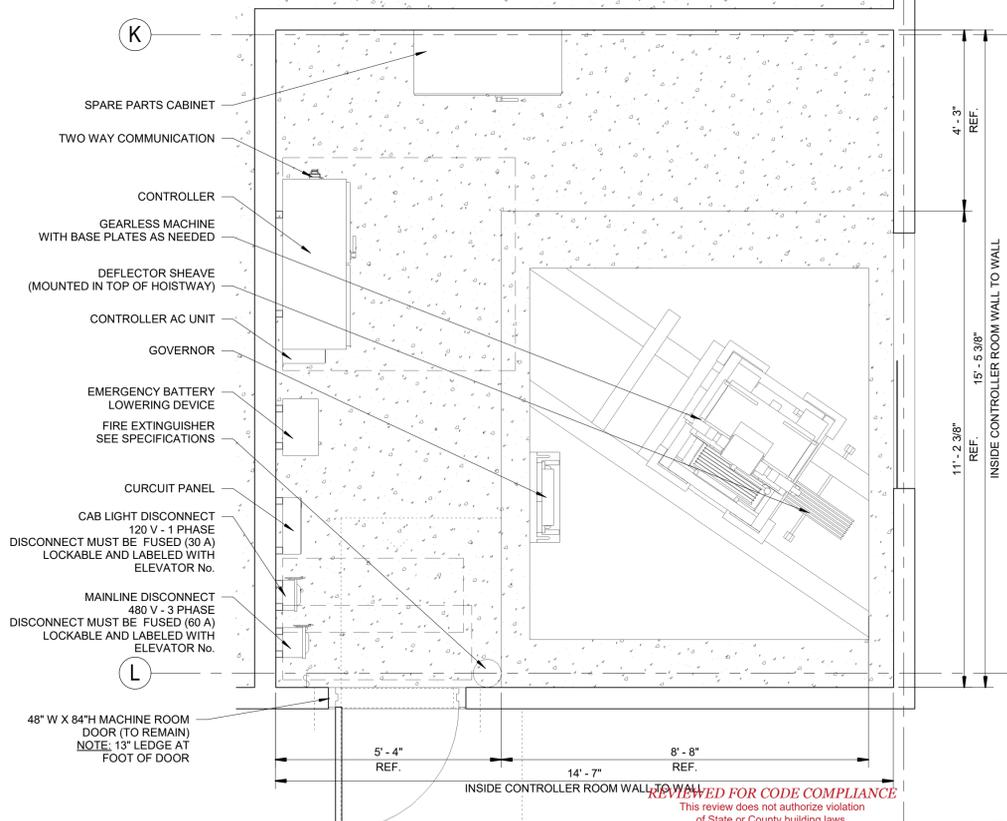 K
SPARE PARTS CABINET
TWO WAY COMMUNICATION
CONTROLLER
GEARLESS MACHINE
WITH BASE PLATES AS NEEDED
DEFLECTOR SHEAVE
(MOUNTED IN TOP OF HOISTWAY)
CONTROLLER AC UNIT
GOVERNOR
EMERGENCY BATTERY
LOWERING DEVICE
FIRE EXTINGUISHER
SEE SPECIFICATIONS
CURCUIT PANEL
CAB LIGHT DISCONNECT
120 V - 1 PHASE
DISCONNECT MUST BE FUSED (30 A)
LOCKABLE AND LABELED WITH
ELEVATOR No.
MAINLINE DISCONNECT
480 V - 3 PHASE
DISCONNECT MUST BE FUSED (60 A)
LOCKABLE AND LABELED WITH
ELEVATOR No.
L
48" W X 84"H MACHINE ROOM
DOOR (TO REMAIN)
NOTE: 13" LEDGE AT
FOOT OF DOOR
4' - 3"
REF.
11' - 2 3/8"
REF.
15' - 5 3/8"
INSIDE CONTROLLER ROOM WALL TO WALL
5' - 4"
REF.
8' - 8"
REF.
14' - 7"
INSIDE CONTROLLER ROOM WALL TO WALL
REVIEWED FOR CODE COMPLIANCE
This review does not authorize violation
of State or County building laws